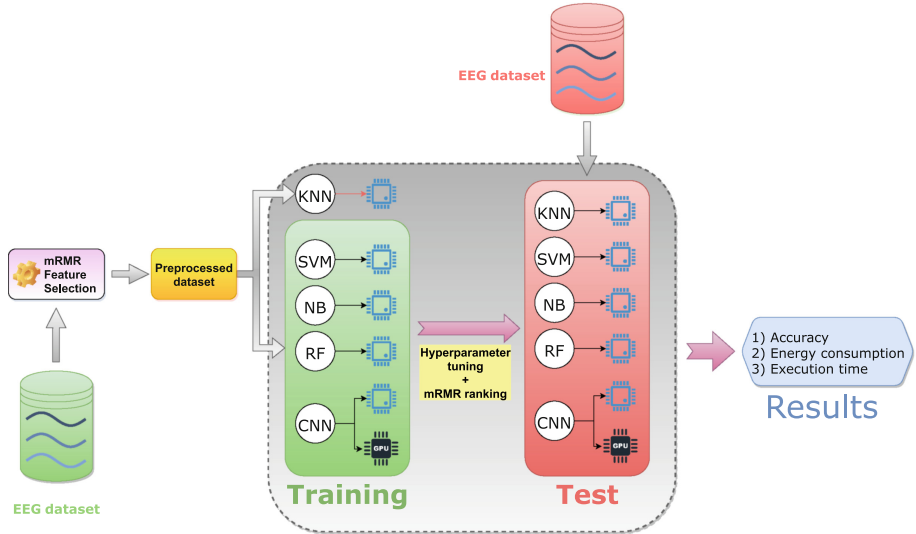 EEG dataset
mRMR
Feature
Selection
Preprocessed
dataset
EEG dataset
KNN
SVM
NB
RF
CNN
GPU
Training
Hyperparameter
tuning
+
mRMR ranking
KNN
SVM
NB
RF
CNN
GPU
Test
1) Accuracy
2) Energy consumption
3) Execution time
Results